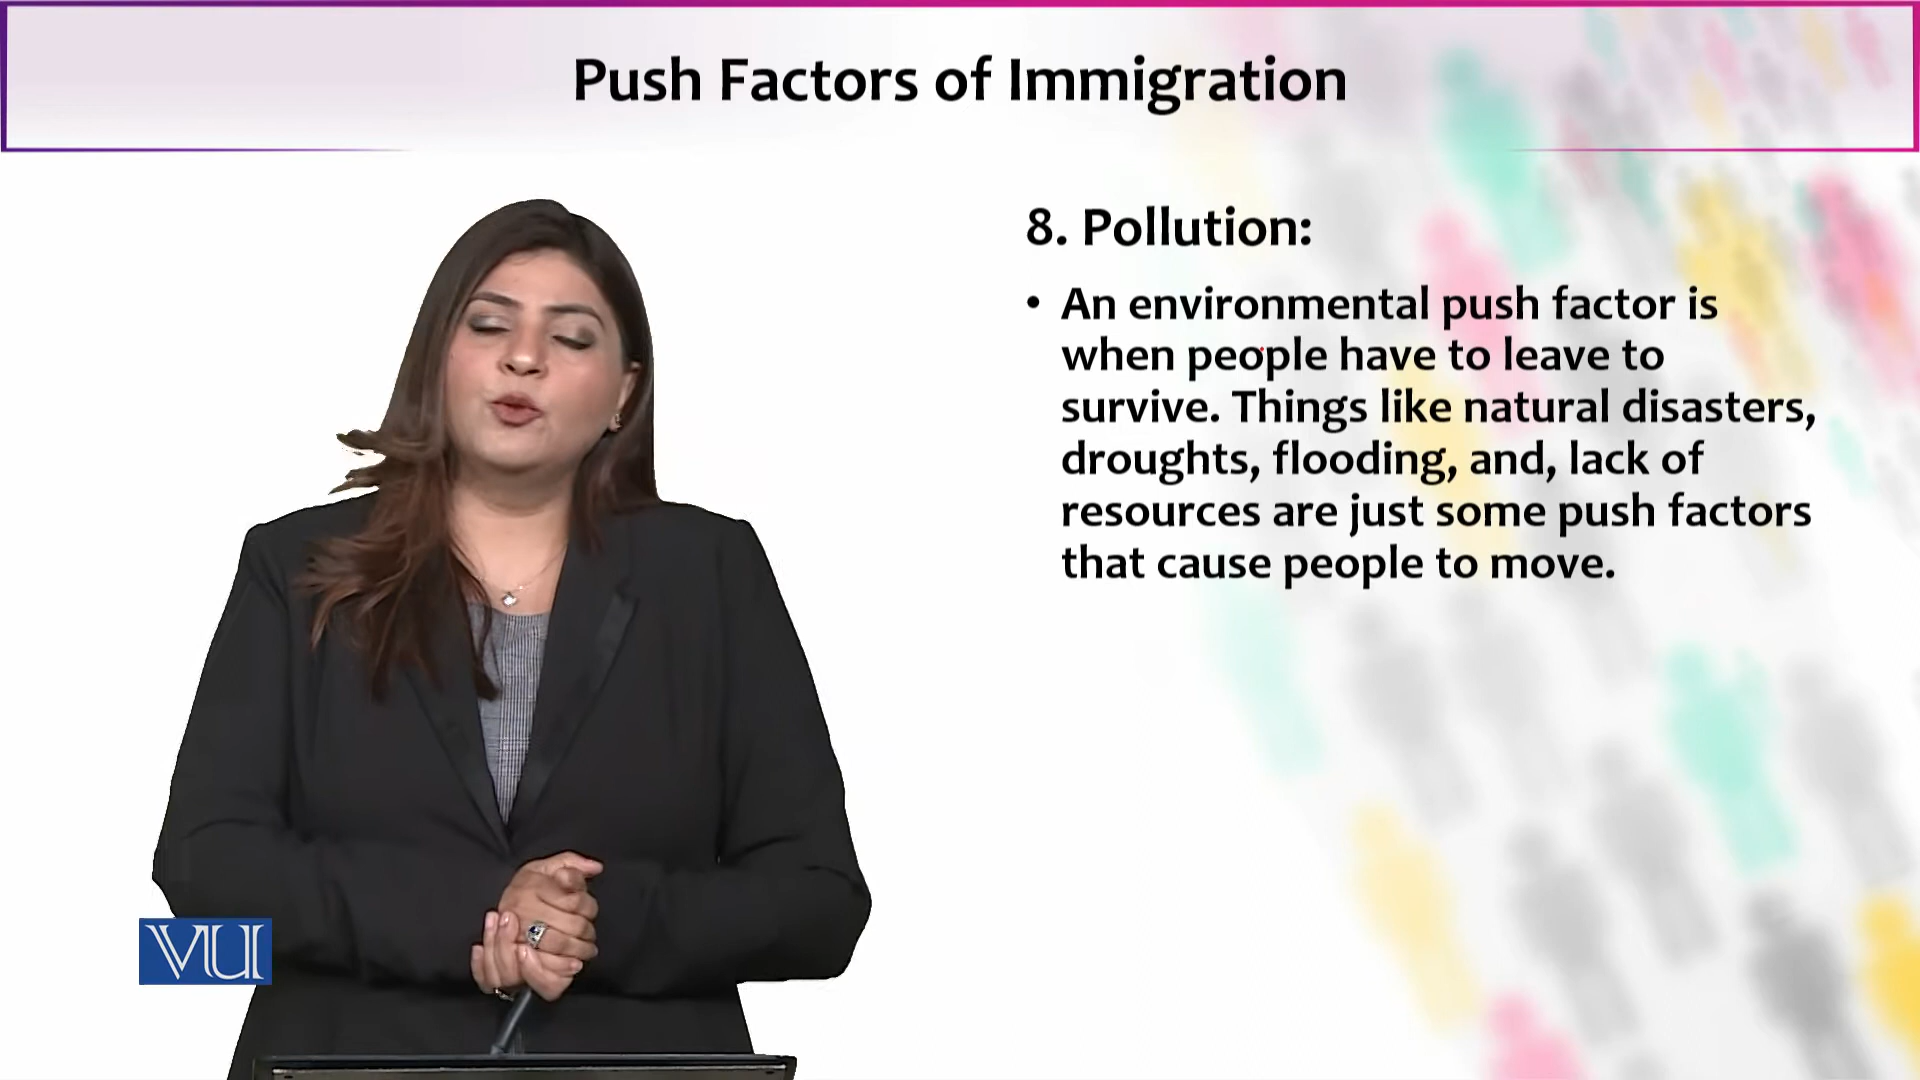 Push Factors of Immigration
8. Pollution:
• An environmental push factor is
when people have to leave to
survive. Things like natural disasters,
droughts, flooding, and, lack of
resources are just some push factors
that cause people to move.
VU